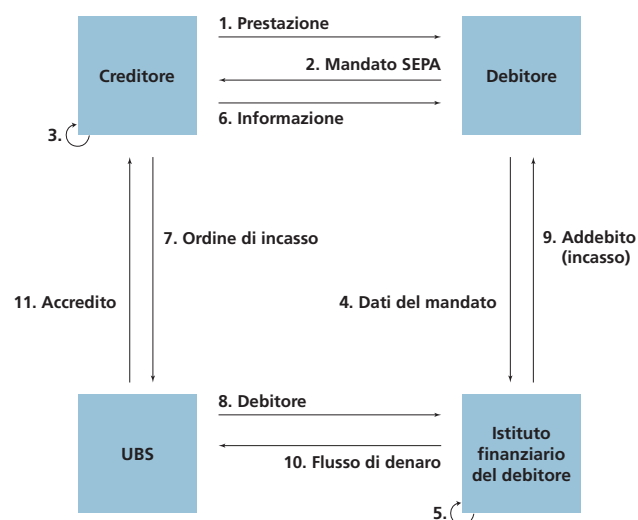 1. Prestazione
Creditore
2. Mandato SEPA
Debitore
6. Informazione
3.
7. Ordine di incasso
9. Addebito
(incasso)
11. Accredito
4. Dati del mandato
8. Debitore
UBS
10. Flusso di denaro
Istituto
finanziario
del debitore
5.